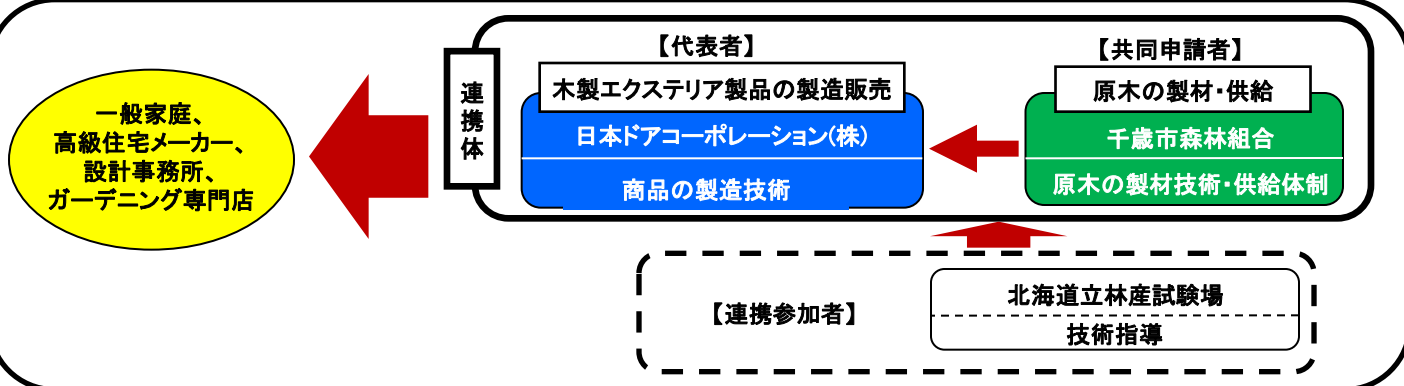 一般家庭、
高級住宅メーカー、
設計事務所、
ガーデニング専門店
連携体
【代表者】
木製エクステリア製品の製造販売
日本ドアコーポレーション(株)
商品の製造技術
【共同申請者】
原木の製材・供給
千歳市森林組合
原木の製材技術・供給体制
【連携参加者】
北海道立林産試験場
技術指導